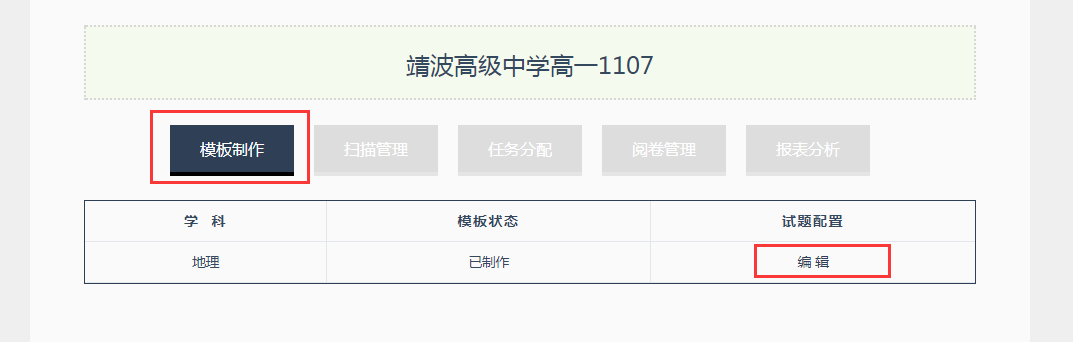 靖波高级中学高一1107
模板制作 扫描管理 任务分配 阅卷管理 报表分析
学 科 模板状态 试题配置
地理 已制作 编 辑